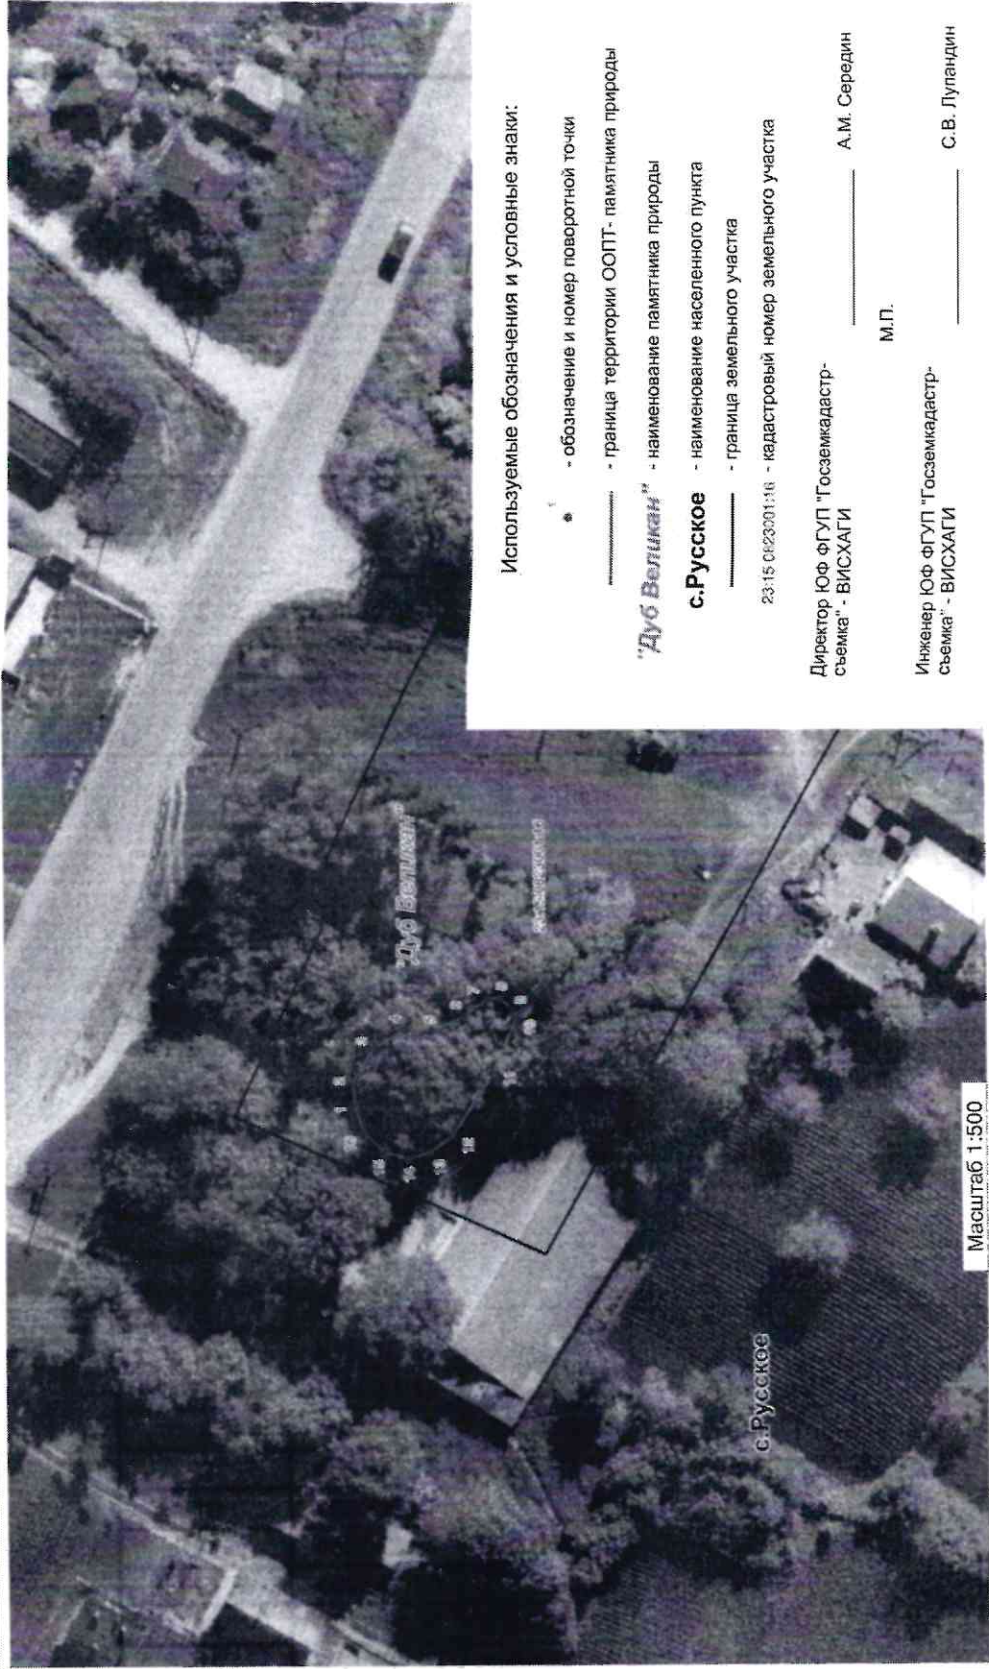 Используемые обозначения и условные знаки:
- обозначение и номер поворотной точки
- граница территории ООПТ- памятника природы
"Дуб Великан" - наименование памятника природы
с.Русское - наименование населенного пункта
- граница земельного участка
- кадастровый номер земельного участка
Директор ЮФ ФГУП "Госземкадастр-
съемка" - ВИСХАГИ
А.М. Середин
М.П.
Инженер ЮФ ФГУП "Госземкадастр-
съемка" - ВИСХАГИ
С.В. Лупандин
"Дуб Великан"
с.Русское
Масштаб 1:500